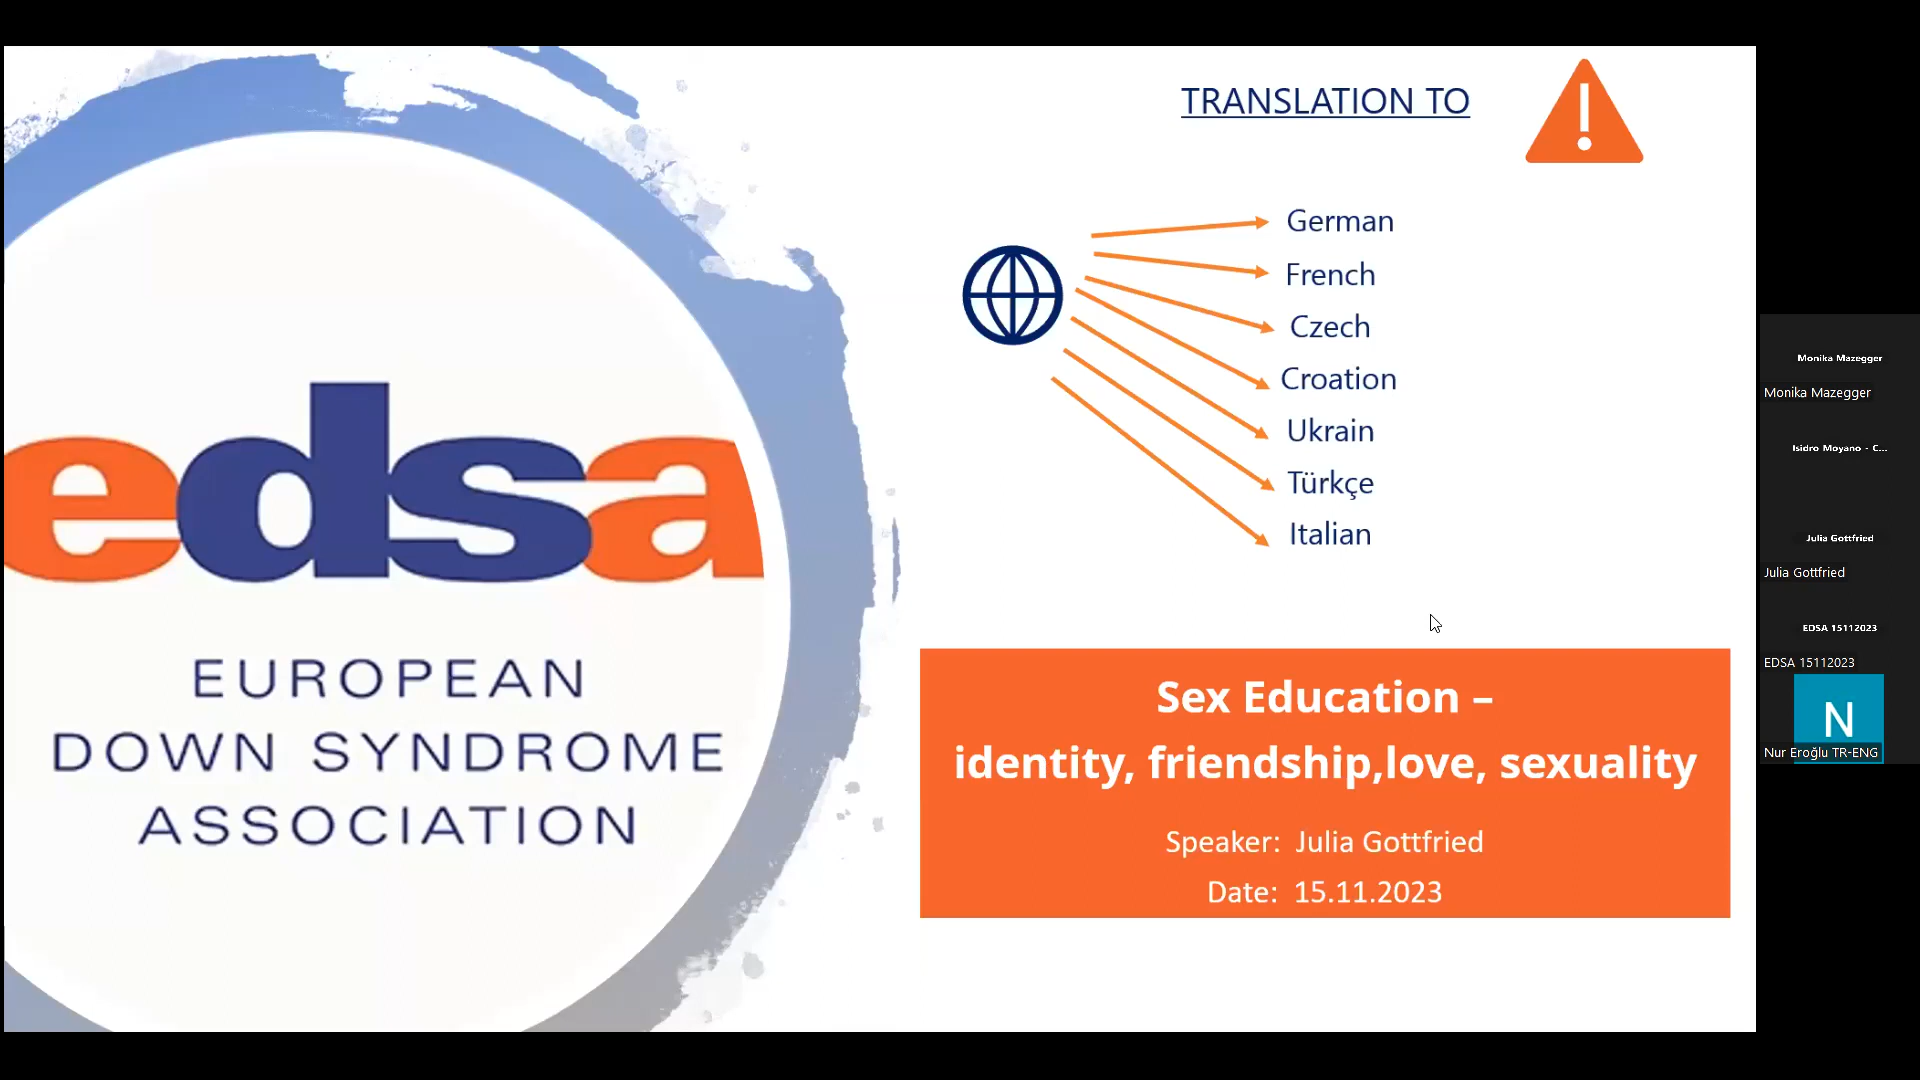 edsa
EUROPEAN
DOWN SYNDROME
ASSOCIATION
TRANSLATION TO
German
French
Czech
Croation
Ukrain
Türkçe
Italian
Sex Education –
identity, friendship,love, sexuality
Speaker: Julia Gottfried
Date: 15.11.2023
Monika Mazegger
Monika Mazegger
Isidro Moyano - C...
Julia Gottfried
Julia Gottfried
EDSA 15112023
EDSA 15112023
N
Nur Eroğlu TR-ENG